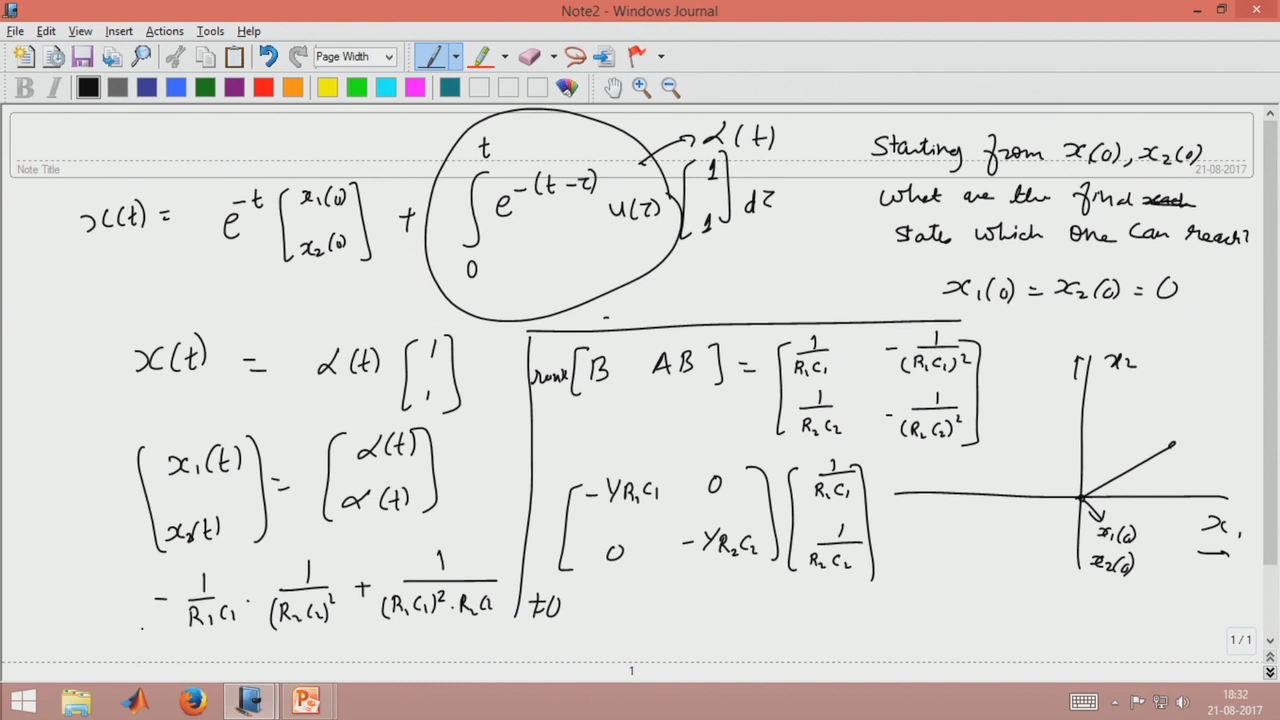 Note2 - Windows Journal
File Edit View Insert Actions Tools Help
Page Width
B I
Note Title
21-08-2017
x(t) = e^{-t} [x₁(0) x₂(0)] + ∫₀ᵗ e^{-(t-τ)} u(τ) [1 1] dτ
α(t)
Starting from x(0), x₂(0)
what are the final
states which one can reach?
x₁(0) = x₂(0) = 0
x(t) = α(t) [1 1]
rank [B AB] = [1/R₁C₁ -1/(R₁C₁)² 1/R₂C₂ -1/(R₂C₂)²]
x₂
[x₁(t) x₂(t)] = [α(t) α(t)]
[-1/R₁C₁ 0 0 -1/R₂C₂] [1/R₁C₁ 1/R₂C₂]
x₁
x₁(0)
x₂(0)
- 1/R₁C₁ · 1/(R₂C₂)² + 1/(R₁C₁)² · R₂C₂ ≠0
1 / 1
1
18:32
21-08-2017